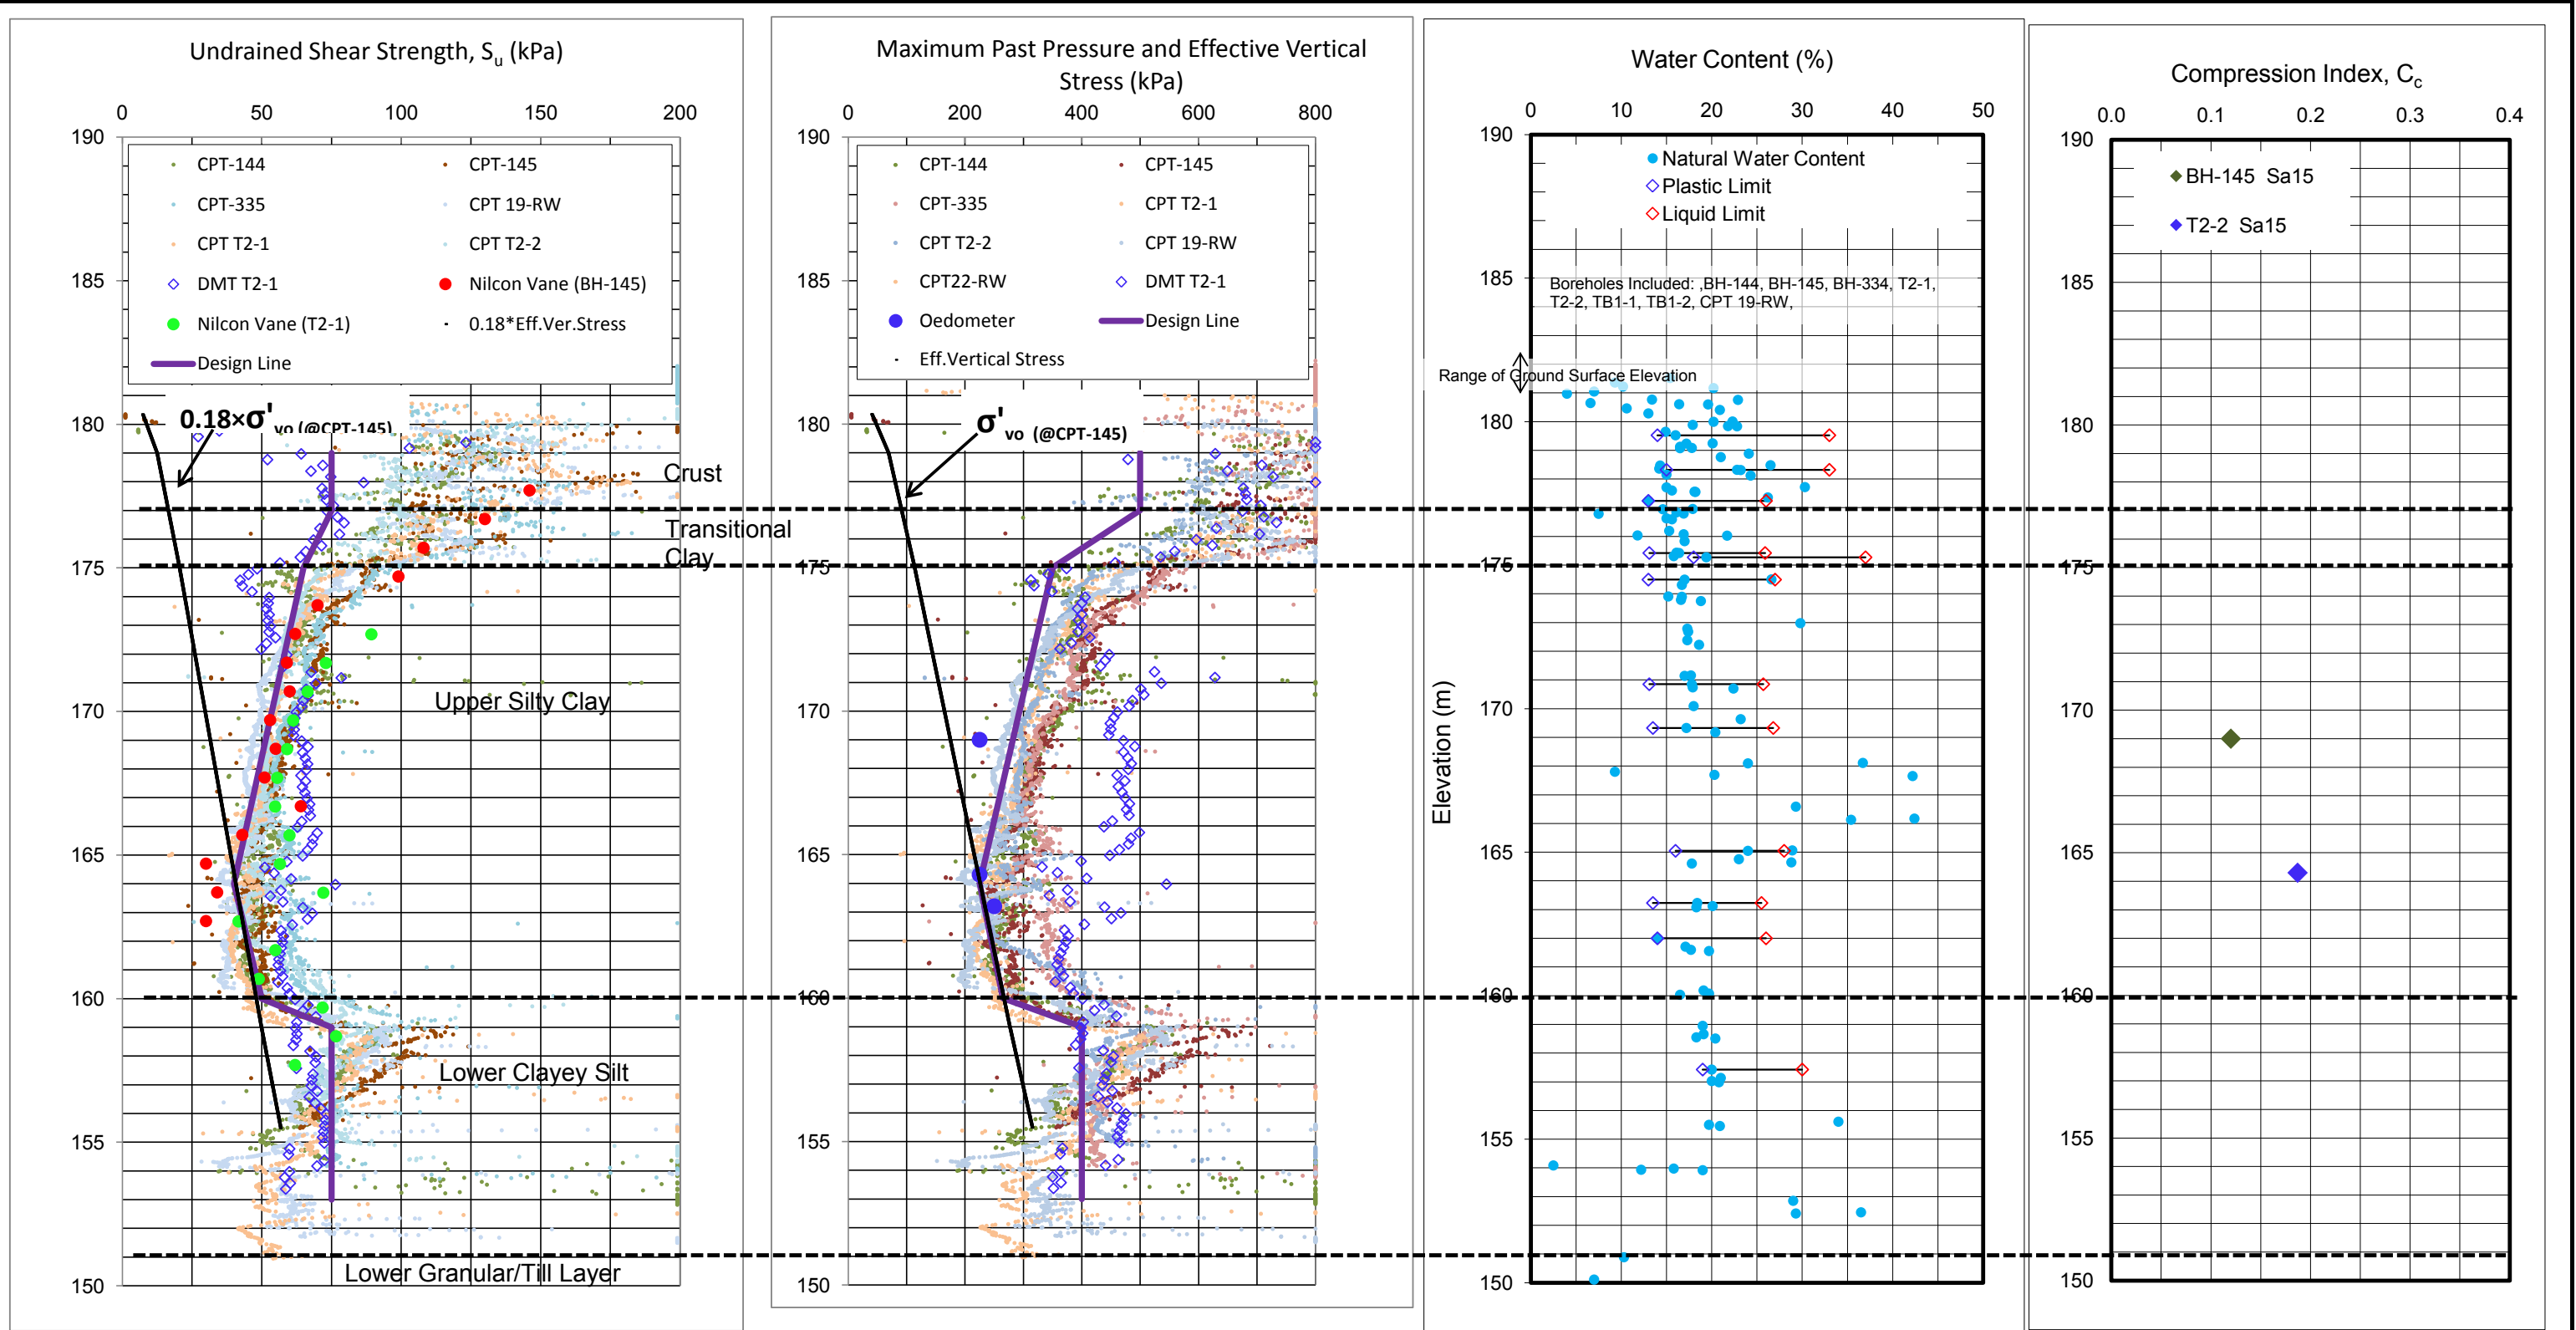 Undrained Shear Strength, Su (kPa)
0 50 100 150 200
190
185
180
175
170
165
160
155
150
CPT-144
CPT-145
CPT-335
CPT 19-RW
CPT T2-1
CPT T2-2
DMT T2-1
Nilcon Vane (BH-145)
Nilcon Vane (T2-1)
0.18*Eff.Ver.Stress
Design Line
0.18×σ'vo (@CPT-145)
Crust
Transitional
Clay
Upper Silty Clay
Lower Clayey Silt
Lower Granular/Till Layer
Maximum Past Pressure and Effective Vertical
Stress (kPa)
0 200 400 600 800
190
185
180
175
170
165
160
155
150
CPT-144
CPT-145
CPT-335
CPT T2-1
CPT T2-2
CPT 19-RW
CPT22-RW
DMT T2-1
Oedometer
Design Line
Eff.Vertical Stress
σ'vo (@CPT-145)
Water Content (%)
0 10 20 30 40 50
Elevation (m)
190
185
180
175
170
165
160
155
150
Natural Water Content
Plastic Limit
Liquid Limit
Boreholes Included: ,BH-144, BH-145, BH-334, T2-1,
T2-2, TB1-1, TB1-2, CPT 19-RW,
Range of Ground Surface Elevation
Compression Index, Cc
0.0 0.1 0.2 0.3 0.4
190
185
180
175
170
165
160
155
150
BH-145 Sa15
T2-2 Sa15